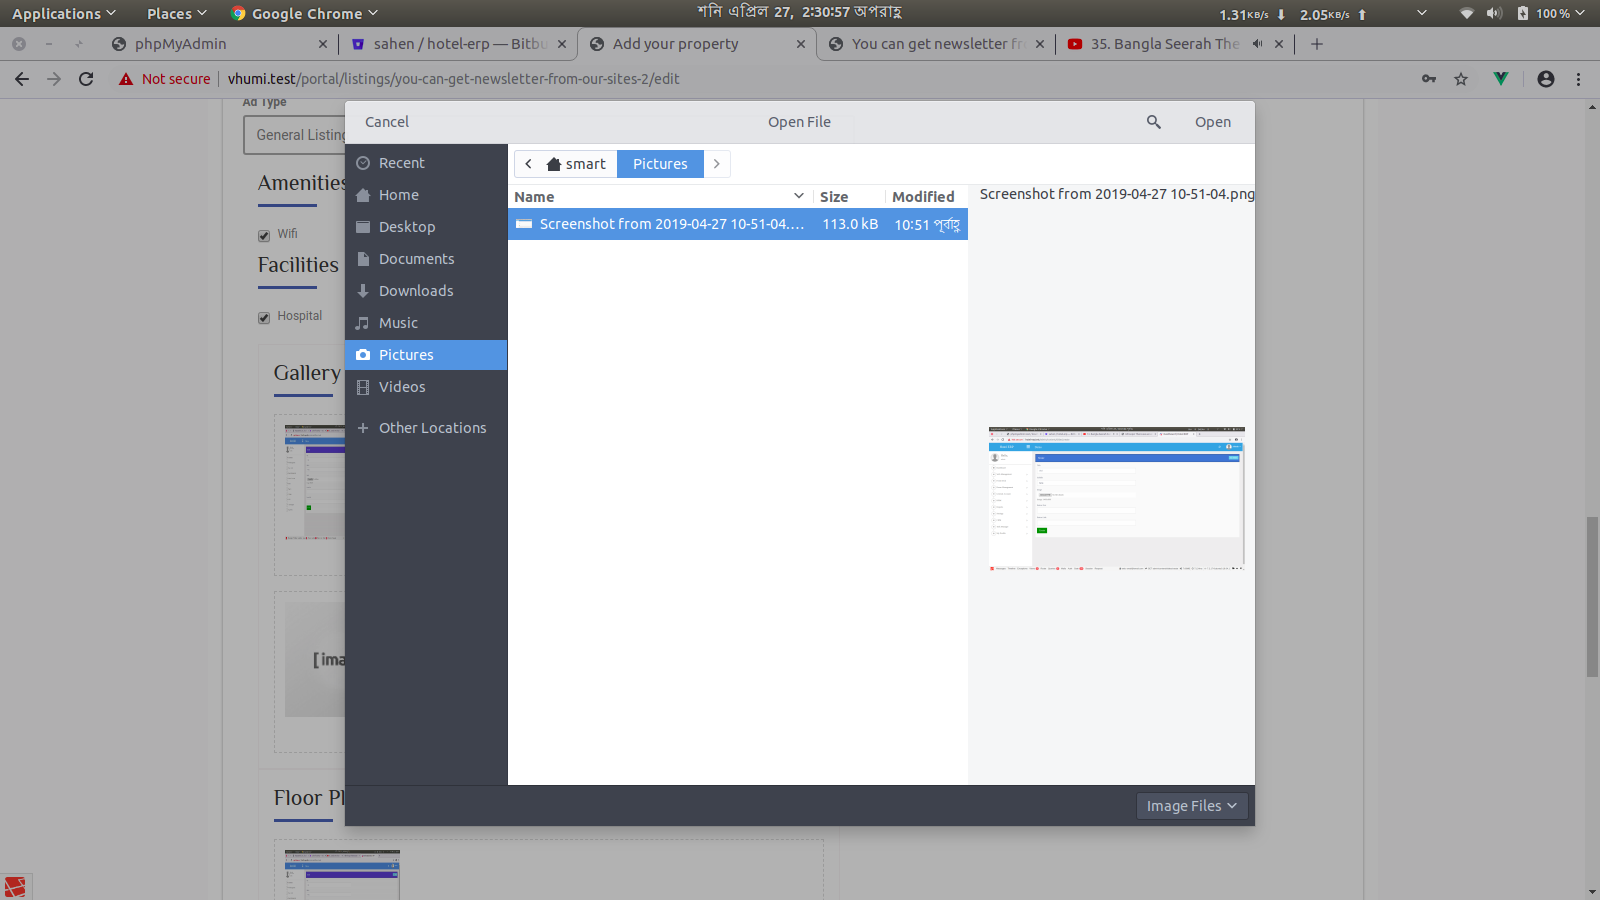 Applications Places Google Chrome শনি এপ্রিল 27, 2:30:57 অপরাহ্ণ 1.31KB/s 2.05KB/s 100 %
phpMyAdmin sahen / hotel-erp — Bitbu Add your property You can get newsletter fr 35. Bangla Seerah The
Not secure vhumi.test/portal/listings/you-can-get-newsletter-from-our-sites-2/edit
Ad Type
General Listing
Amenities
Wifi
Facilities
Hospital
Gallery
[ima
Floor Pl
Cancel Open File Open
Recent
Home
Desktop
Documents
Downloads
Music
Pictures
Videos
Other Locations
smart Pictures
Name Size Modified
Screenshot from 2019-04-27 10-51-04.… 113.0 kB 10:51 পূর্বাহ্ণ
Screenshot from 2019-04-27 10-51-04.png
Image Files